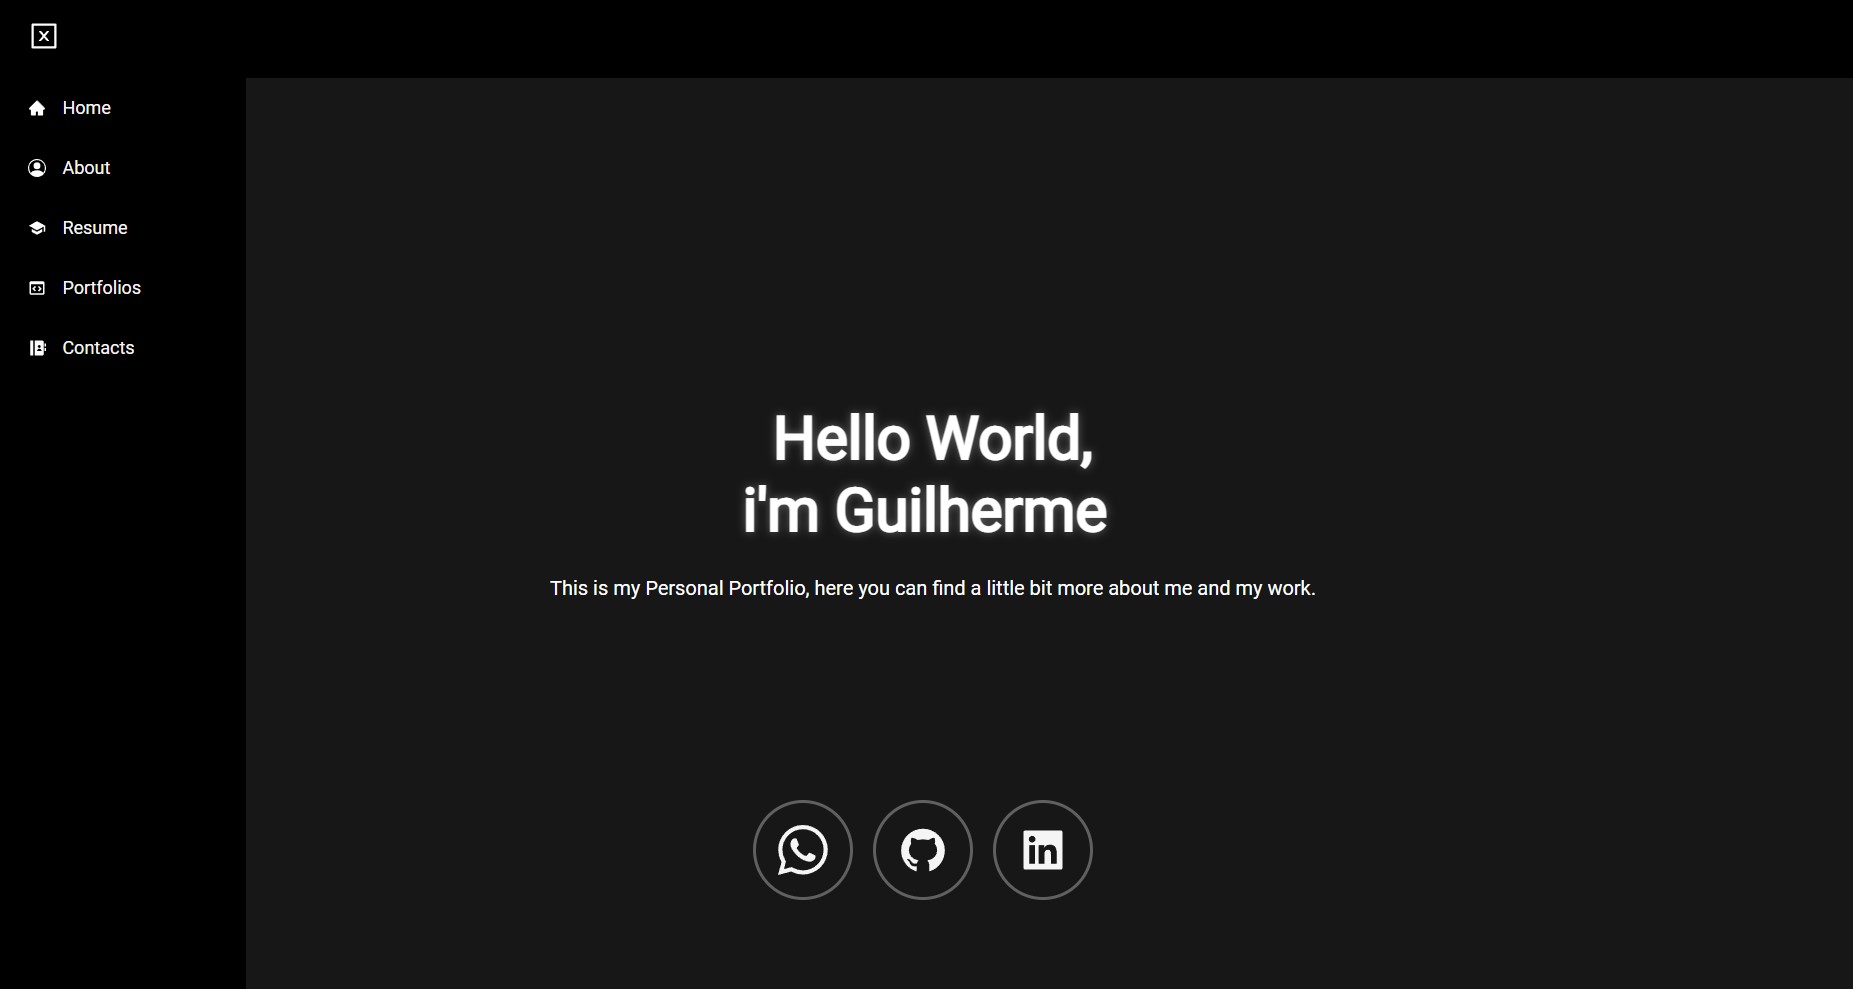 Home
About
Resume
Portfolios
Contacts
Hello World,
i'm Guilherme
This is my Personal Portfolio, here you can find a little bit more about me and my work.
in